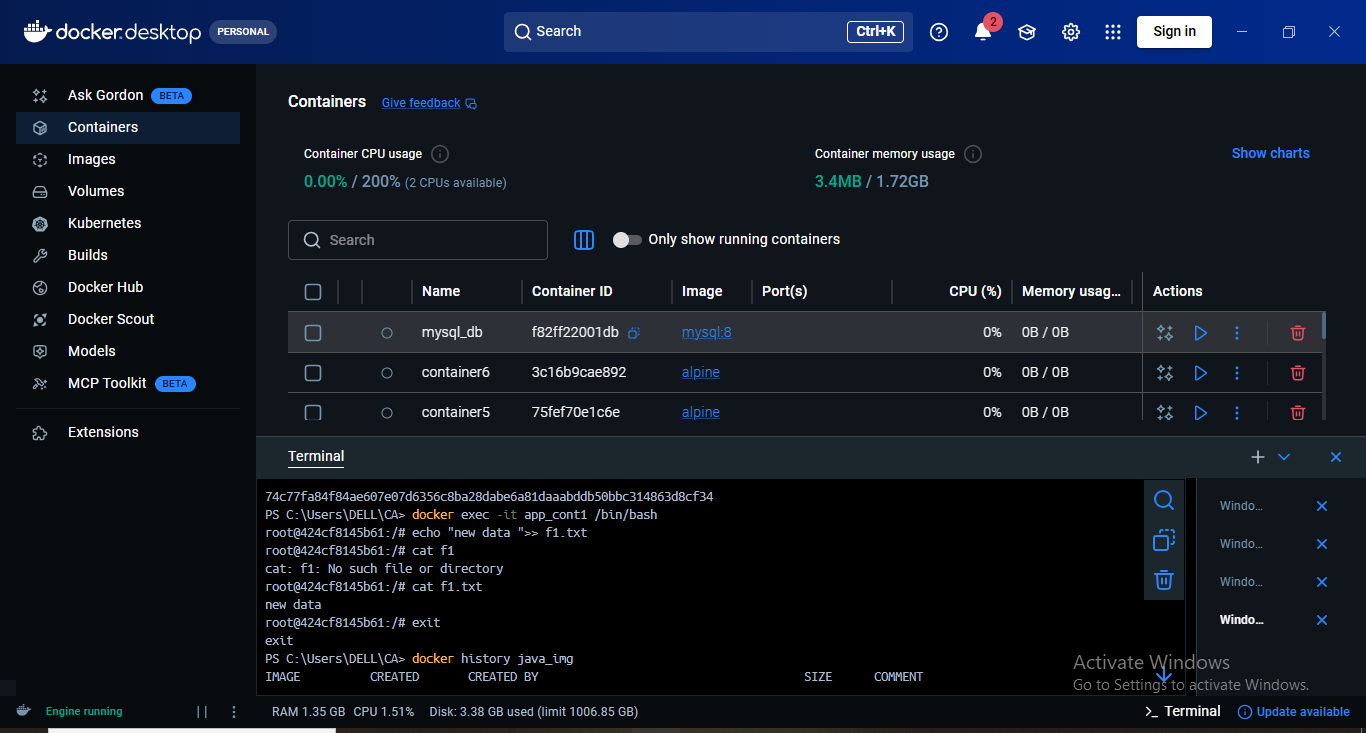 docker.desktop PERSONAL
Search Ctrl+K
2
Sign in
Ask Gordon BETA
Containers
Images
Volumes
Kubernetes
Builds
Docker Hub
Docker Scout
Models
MCP Toolkit BETA
Extensions
Containers Give feedback
Container CPU usage
0.00% / 200% (2 CPUs available)
Container memory usage
3.4MB / 1.72GB
Show charts
Search
Only show running containers
Name Container ID Image Port(s) CPU (%) Memory usag... Actions
mysql_db f82ff22001db mysql:8 0% 0B / 0B
container6 3c16b9cae892 alpine 0% 0B / 0B
container5 75fef70e1c6e alpine 0% 0B / 0B
Terminal
74c77fa84f84ae607e07d6356c8ba28dabe6a81daaabddb50bbc314863d8cf34
PS C:\Users\DELL\CA> docker exec -it app_cont1 /bin/bash
root@424cf8145b61:/# echo "new data ">> f1.txt
root@424cf8145b61:/# cat f1
cat: f1: No such file or directory
root@424cf8145b61:/# cat f1.txt
new data
root@424cf8145b61:/# exit
exit
PS C:\Users\DELL\CA> docker history java_img
IMAGE CREATED CREATED BY SIZE COMMENT
Windo...
Windo...
Windo...
Windo...
Activate Windows
Go to Settings to activate Windows.
Engine running
RAM 1.35 GB CPU 1.51% Disk: 3.38 GB used (limit 1006.85 GB)
>_ Terminal
Update available